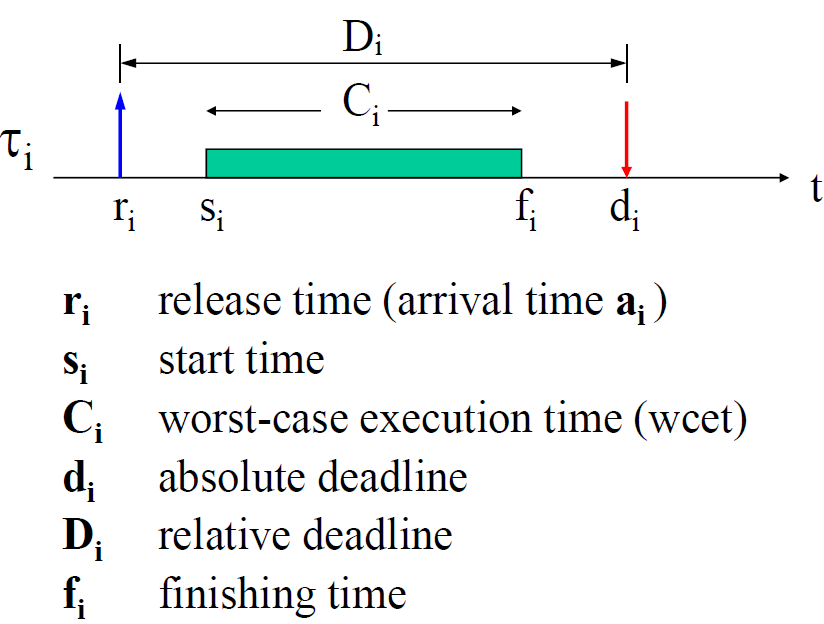 Di
Ci
τi
ri si fi di t
ri release time (arrival time ai )
si start time
Ci worst-case execution time (wcet)
di absolute deadline
Di relative deadline
fi finishing time